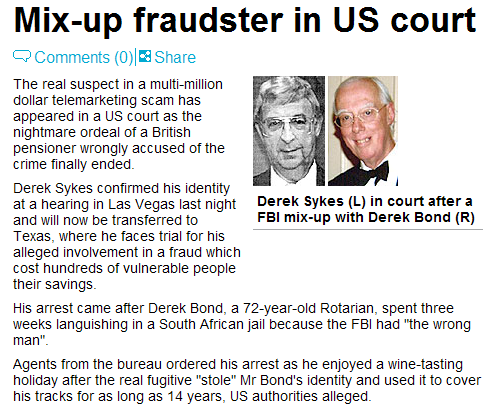 Mix-up fraudster in US court
Comments (0) Share
The real suspect in a multi-million
dollar telemarketing scam has
appeared in a US court as the
nightmare ordeal of a British
pensioner wrongly accused of the
crime finally ended.
Derek Sykes (L) in court after a
FBI mix-up with Derek Bond (R)
Derek Sykes confirmed his identity
at a hearing in Las Vegas last night
and will now be transferred to
Texas, where he faces trial for his
alleged involvement in a fraud which
cost hundreds of vulnerable people
their savings.
His arrest came after Derek Bond, a 72-year-old Rotarian, spent three
weeks languishing in a South African jail because the FBI had "the wrong
man".
Agents from the bureau ordered his arrest as he enjoyed a wine-tasting
holiday after the real fugitive "stole" Mr Bond's identity and used it to cover
his tracks for as long as 14 years, US authorities alleged.